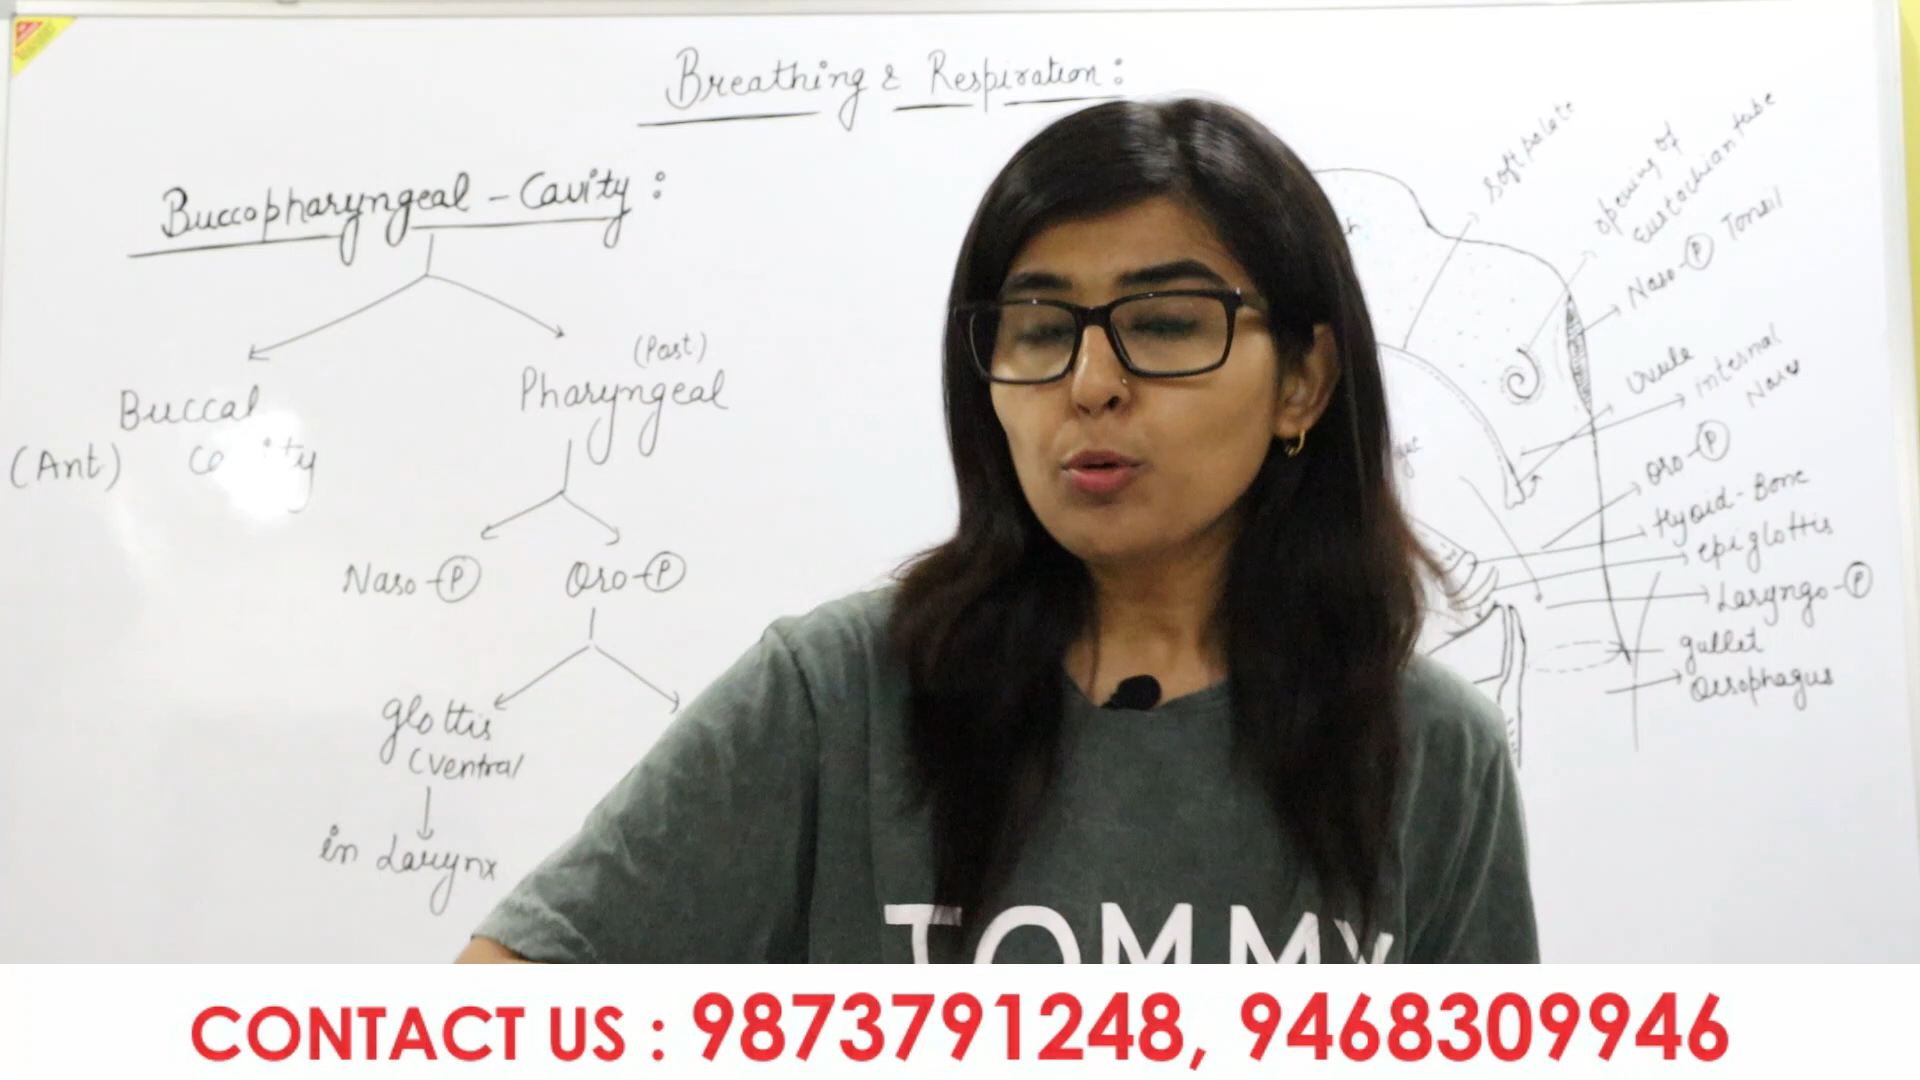 Breathing & Respiration :
Buccopharyngeal - Cavity :
Buccal
Cavity
(Ant)
(Post)
Pharyngeal
Naso - P
Oro - P
glottis
(ventral
in Larynx
soft palate
opening of
Eustachian tube
Naso - P Tonsil
Uvula
internal
Oro - P
Hyoid - Bone
epiglottis
Laryngo - P
gullet
Oesophagus
TOMMY
CONTACT US : 9873791248, 9468309946